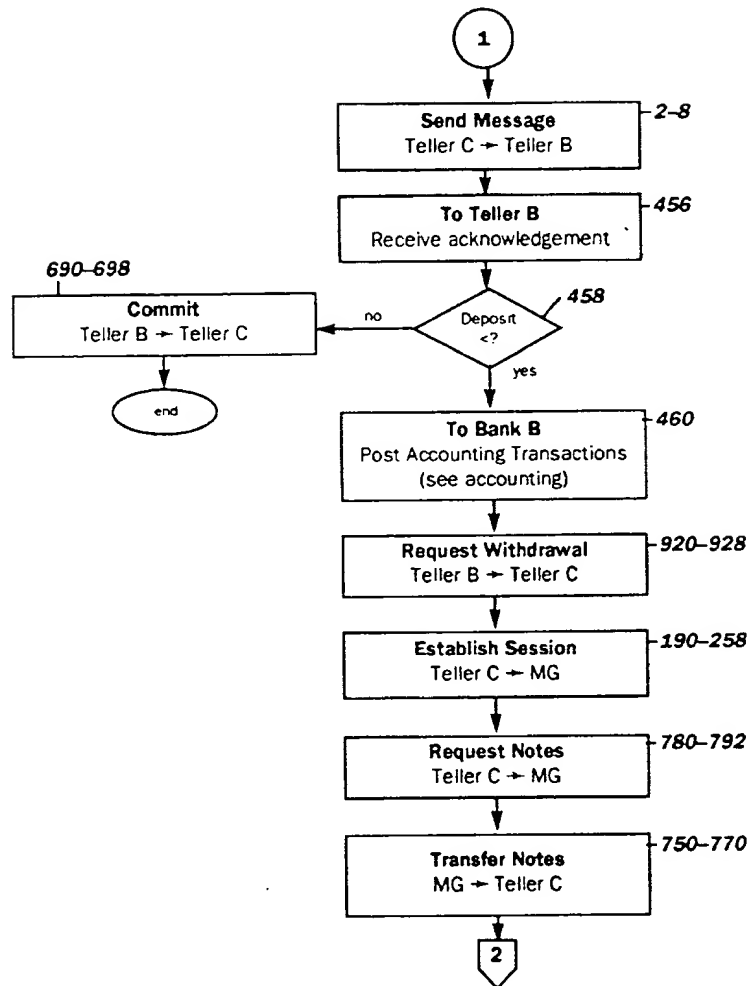 1
Send Message
Teller C → Teller B
2–8
To Teller B
Receive acknowledgement
456
690–698
Commit
Teller B → Teller C
no
Deposit
<?
458
end
yes
To Bank B
Post Accounting Transactions
(see accounting)
460
Request Withdrawal
Teller B → Teller C
920–928
Establish Session
Teller C → MG
190–258
Request Notes
Teller C → MG
780–792
Transfer Notes
MG → Teller C
750–770
2